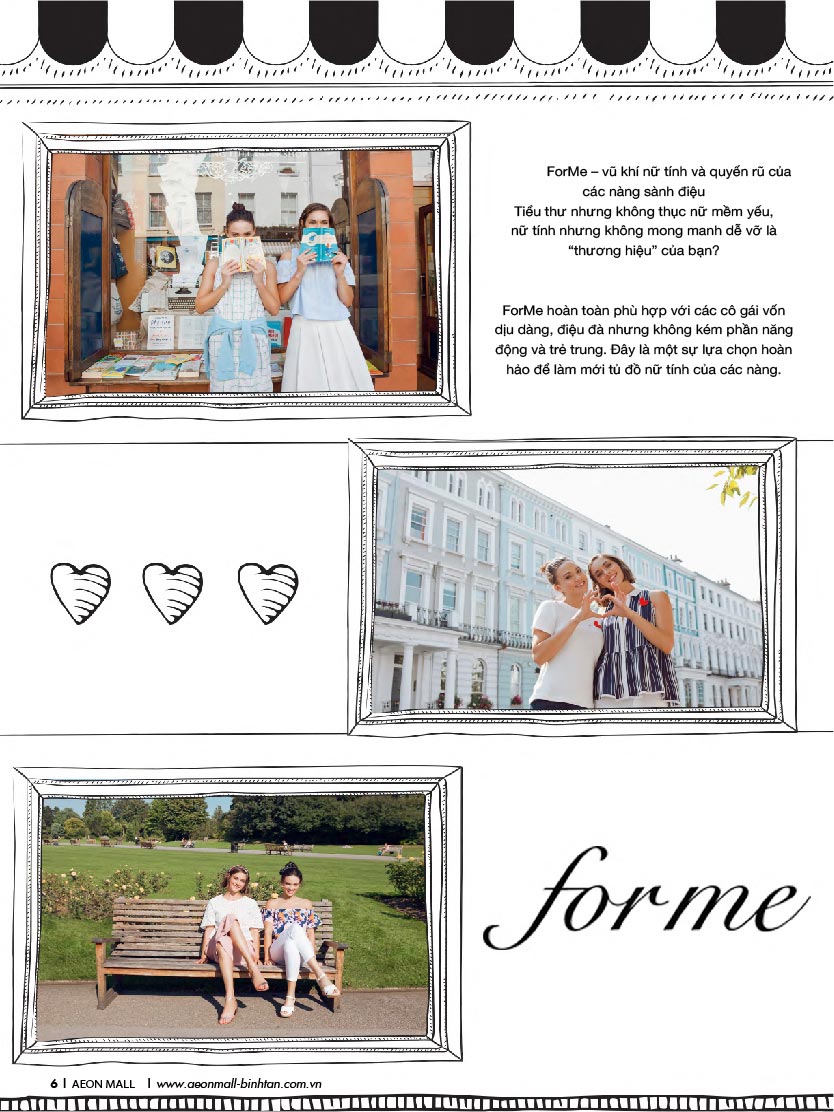 ForMe – vũ khí nữ tính và quyến rũ của
các nàng sành điệu
Tiểu thư nhưng không thục nữ mềm yếu,
nữ tính nhưng không mong manh dễ vỡ là
“thương hiệu” của bạn?
ForMe hoàn toàn phù hợp với các cô gái vốn
dịu dàng, điệu đà nhưng không kém phần năng
động và trẻ trung. Đây là một sự lựa chọn hoàn
hảo để làm mới tủ đồ nữ tính của các nàng.
forme
6 | AEON MALL | www.aeonmall-binhtan.com.vn